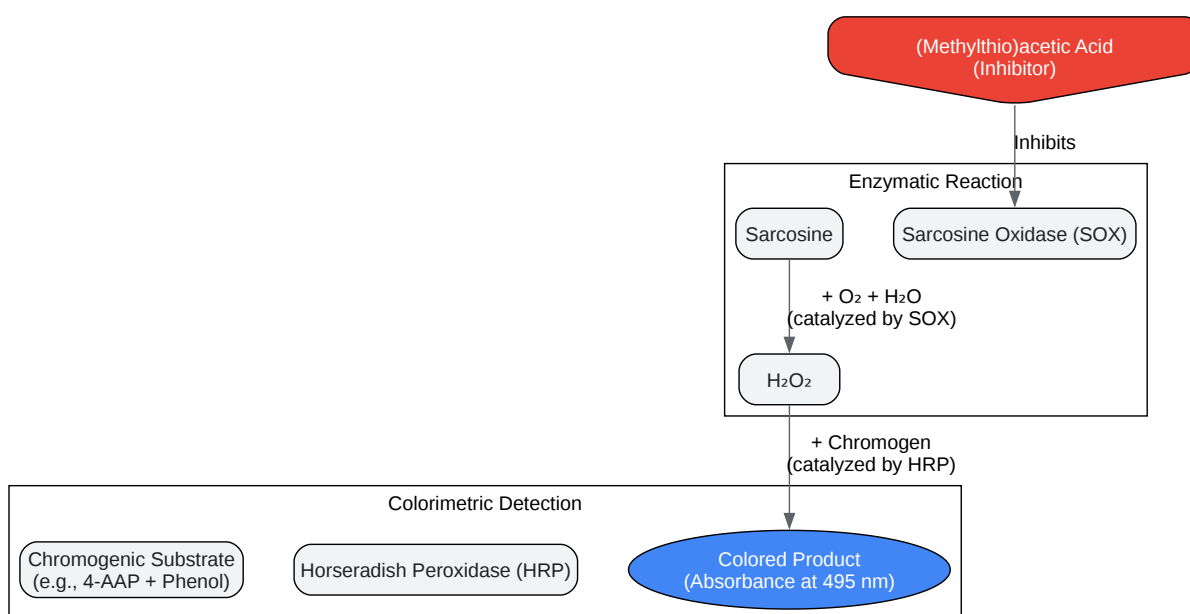 (Methylthio)acetic Acid
(Inhibitor)
Inhibits
Enzymatic Reaction
Sarcosine
Sarcosine Oxidase (SOX)
+ O₂ + H₂O
(catalyzed by SOX)
H₂O₂
+ Chromogen
(catalyzed by HRP)
Colorimetric Detection
Chromogenic Substrate
(e.g., 4-AAP + Phenol)
Horseradish Peroxidase (HRP)
Colored Product
(Absorbance at 495 nm)